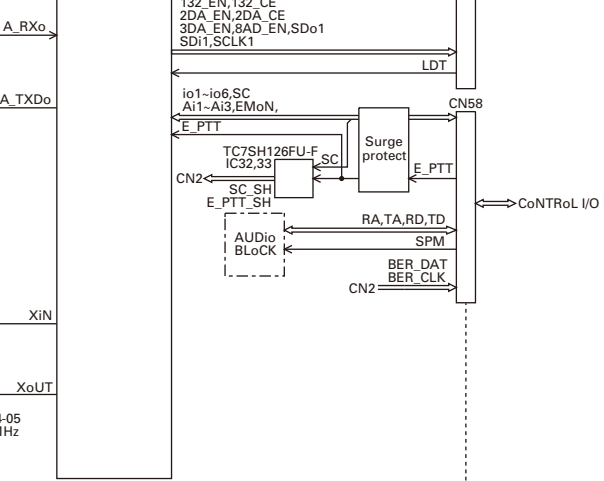 132_EN,132_CE
2DA_EN,2DA_CE
3DA_EN,8AD_EN,SDo1
SDi1,SCLK1
A_RXo
LDT
A_TXDo
io1~io6,SC
Ai1~Ai3,EMoN,
CN58
E_PTT
Surge
protect
TC7SH126FU-F
IC32,33
SC
E_PTT
CN2
SC_SH
E_PTT_SH
CoNTRoL I/O
RA,TA,RD,TD
AUDio
BLoCK
SPM
BER_DAT
BER_CLK
CN2
XiN
XoUT
-05
Hz